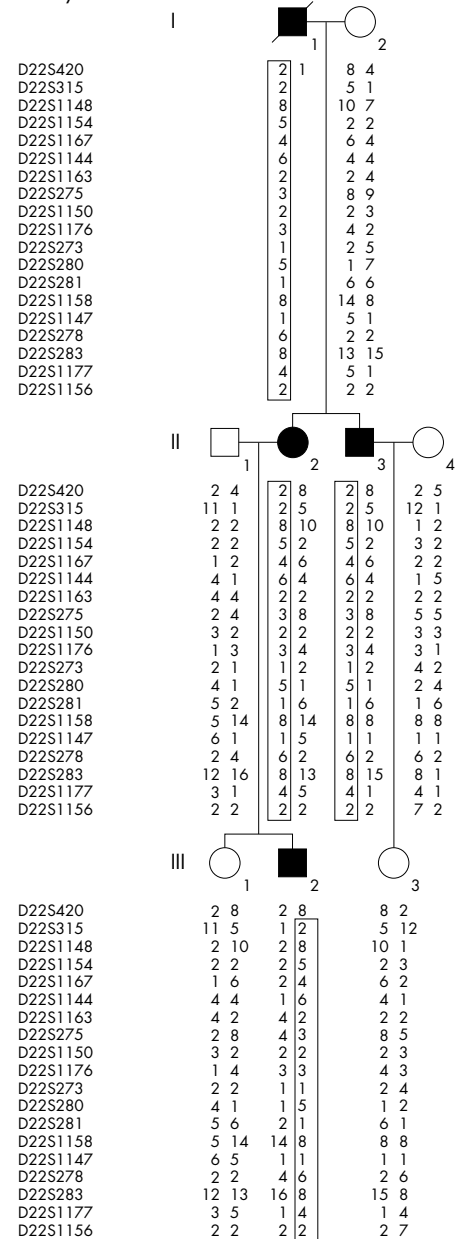 I
1 2
D22S420 2 1 8 4
D22S315 2 5 1
D22S1148 8 10 7
D22S1154 5 2 2
D22S1167 4 6 4
D22S1144 6 4 4
D22S1163 2 2 4
D22S275 3 8 9
D22S1150 2 2 3
D22S1176 3 4 2
D22S273 1 2 5
D22S280 5 1 7
D22S281 1 6 6
D22S1158 8 14 8
D22S1147 1 5 1
D22S278 6 2 2
D22S283 8 13 15
D22S1177 4 5 1
D22S1156 2 2 2
II
1 2 3 4
D22S420 2 4 2 8 2 8 2 5
D22S315 11 1 2 5 2 5 12 1
D22S1148 2 2 8 10 8 10 1 2
D22S1154 2 2 5 2 5 2 3 2
D22S1167 1 2 4 6 4 6 2 2
D22S1144 4 1 6 4 6 4 1 5
D22S1163 4 4 2 2 2 2 2 2
D22S275 2 4 3 8 3 8 5 5
D22S1150 3 2 2 2 2 2 3 3
D22S1176 1 3 3 4 3 4 3 1
D22S273 2 1 1 2 1 2 4 2
D22S280 4 1 5 1 5 1 2 4
D22S281 5 2 1 6 1 6 1 6
D22S1158 5 14 8 14 8 8 8 8
D22S1147 6 1 1 5 1 1 1 1
D22S278 2 4 6 2 6 2 6 2
D22S283 12 16 8 13 8 15 8 1
D22S1177 3 1 4 5 4 1 4 1
D22S1156 2 2 2 2 2 2 7 2
III
1 2 3
D22S420 2 8 2 8 8 2
D22S315 11 5 1 2 5 12
D22S1148 2 10 2 8 10 1
D22S1154 2 2 2 5 2 3
D22S1167 1 6 2 4 6 2
D22S1144 4 4 1 6 4 1
D22S1163 4 2 4 2 2 2
D22S275 2 8 4 3 8 5
D22S1150 3 2 2 2 2 3
D22S1176 1 4 3 3 4 3
D22S273 2 2 1 1 2 4
D22S280 4 1 1 5 1 2
D22S281 5 6 2 1 6 1
D22S1158 5 14 14 8 8 8
D22S1147 6 5 1 1 1 1
D22S278 2 2 4 6 2 6
D22S283 12 13 16 8 15 8
D22S1177 3 5 1 4 1 4
D22S1156 2 2 2 2 2 7